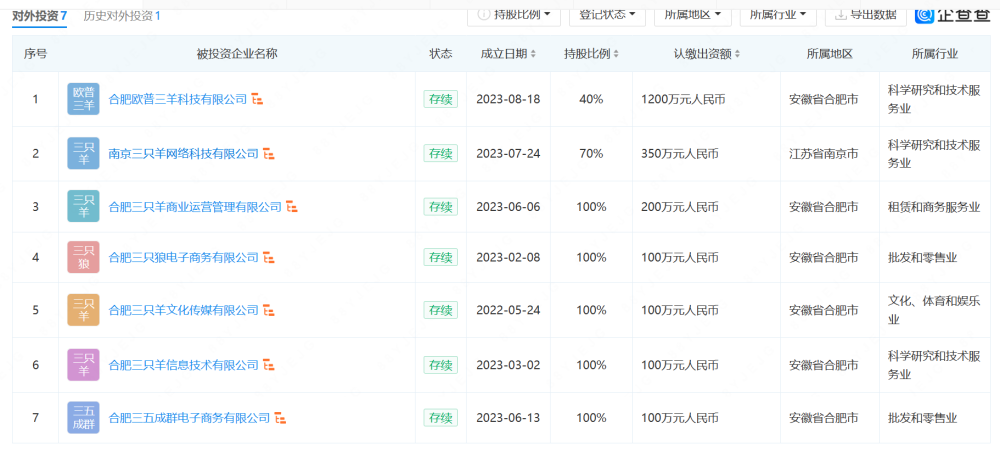 对外投资 7 历史对外投资 1 持股比例 登记状态 所属地区 所属行业 导出数据 企查查
序号 被投资企业名称 状态 成立日期 持股比例 认缴出资额 所属地区 所属行业
1 欧普三羊 合肥欧普三羊科技有限公司 存续 2023-08-18 40% 1200万元人民币 安徽省合肥市 科学研究和技术服务业
2 三只羊 南京三只羊网络科技有限公司 存续 2023-07-24 70% 350万元人民币 江苏省南京市 科学研究和技术服务业
3 三只羊 合肥三只羊商业运营管理有限公司 存续 2023-06-06 100% 200万元人民币 安徽省合肥市 租赁和商务服务业
4 三只狼 合肥三只狼电子商务有限公司 存续 2023-02-08 100% 100万元人民币 安徽省合肥市 批发和零售业
5 三只羊 合肥三只羊文化传媒有限公司 存续 2022-05-24 100% 100万元人民币 安徽省合肥市 文化、体育和娱乐业
6 三只羊 合肥三只羊信息技术有限公司 存续 2023-03-02 100% 100万元人民币 安徽省合肥市 科学研究和技术服务业
7 三五成群 合肥三五成群电子商务有限公司 存续 2023-06-13 100% 100万元人民币 安徽省合肥市 批发和零售业